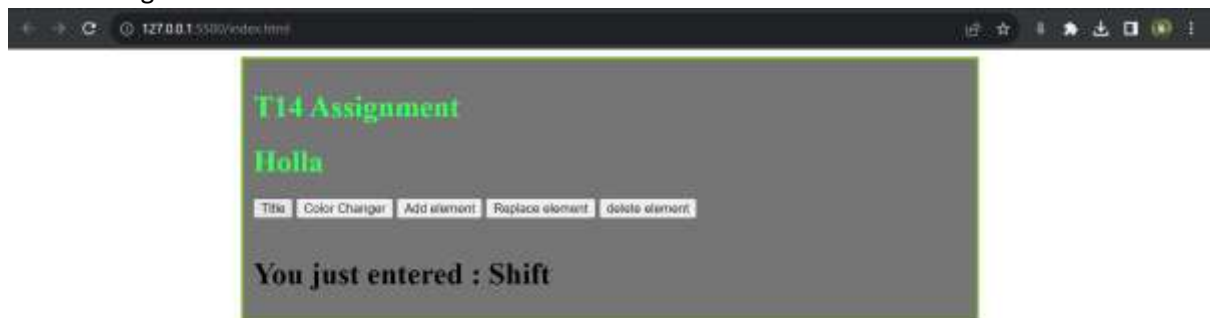 127.0.0.1:5500/index.html
T14 Assignment
Holla
Title Color Changer Add element Replace element delete element
You just entered : Shift